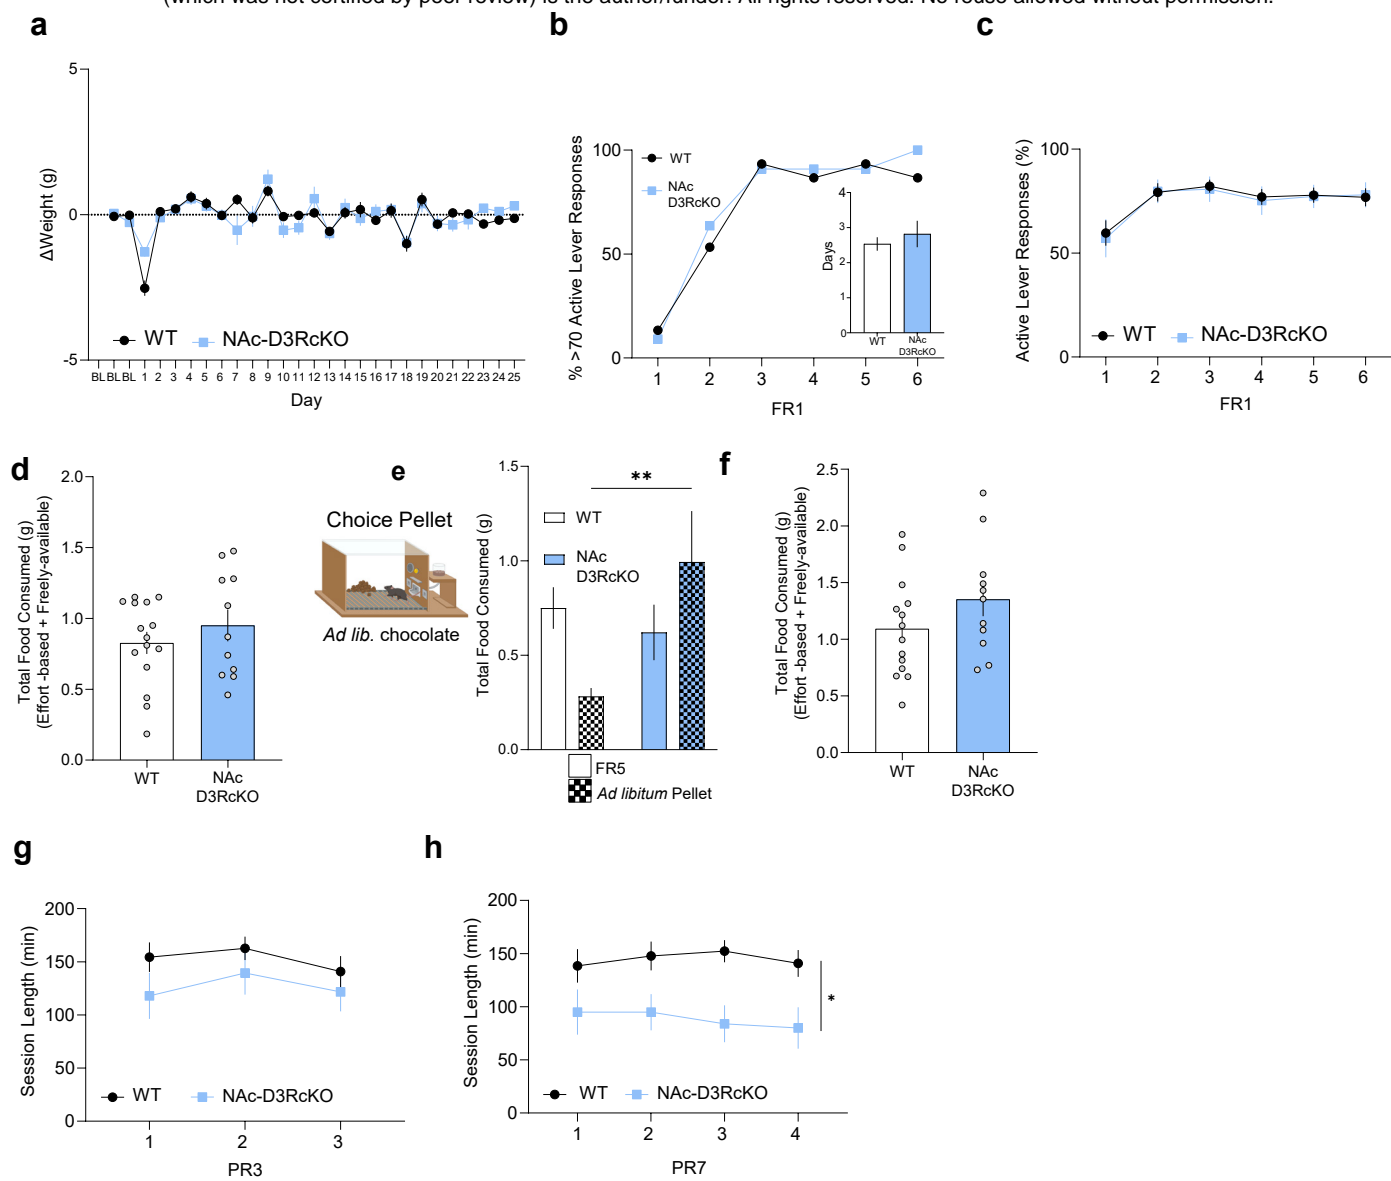 (which was not certified by peer review) is the author/funder. All rights reserved. No reuse allowed without permission.
a
5
0
-5
ΔWeight (g)
WT
NAc-D3RcKO
BL BL BL 1 2 3 4 5 6 7 8 9 10 11 12 13 14 15 16 17 18 19 20 21 22 23 24 25
Day
b
100
50
0
% >70 Active Lever Responses
WT
NAc
D3RcKO
4
3
2
1
0
Days
WT
NAc
D3RcKO
1 2 3 4 5 6
FR1
c
100
50
0
Active Lever Responses (%)
WT
NAc-D3RcKO
1 2 3 4 5 6
FR1
d
2.0
1.5
1.0
0.5
0.0
Total Food Consumed (g)
(Effort -based + Freely-available)
WT
NAc
D3RcKO
e
Choice Pellet
Ad lib. chocolate
1.5
1.0
0.5
0.0
Total Food Consumed (g)
**
WT
NAc
D3RcKO
FR5
Ad libitum Pellet
f
2.5
2.0
1.5
1.0
0.5
0.0
Total Food Consumed (g)
(Effort -based + Freely-available)
WT
NAc
D3RcKO
g
200
150
100
50
0
Session Length (min)
WT
NAc-D3RcKO
1 2 3
PR3
h
200
150
100
50
0
Session Length (min)
*
WT
NAc-D3RcKO
1 2 3 4
PR7